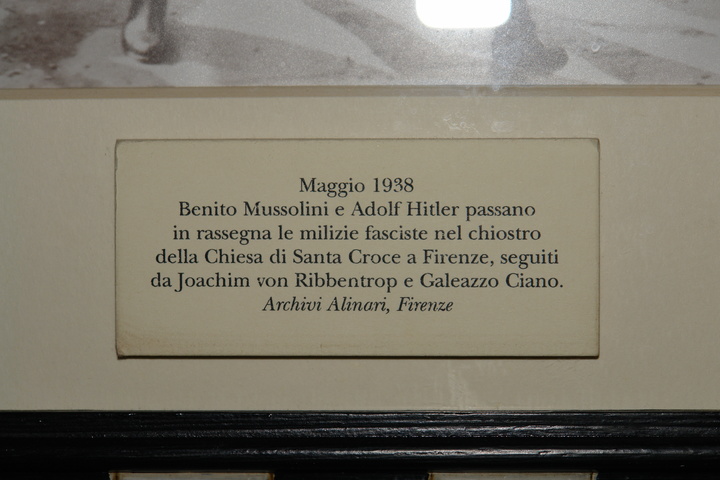 Maggio 1938
Benito Mussolini e Adolf Hitler passano
in rassegna le milizie fasciste nel chiostro
della Chiesa di Santa Croce a Firenze, seguiti
da Joachim von Ribbentrop e Galeazzo Ciano.
Archivi Alinari, Firenze